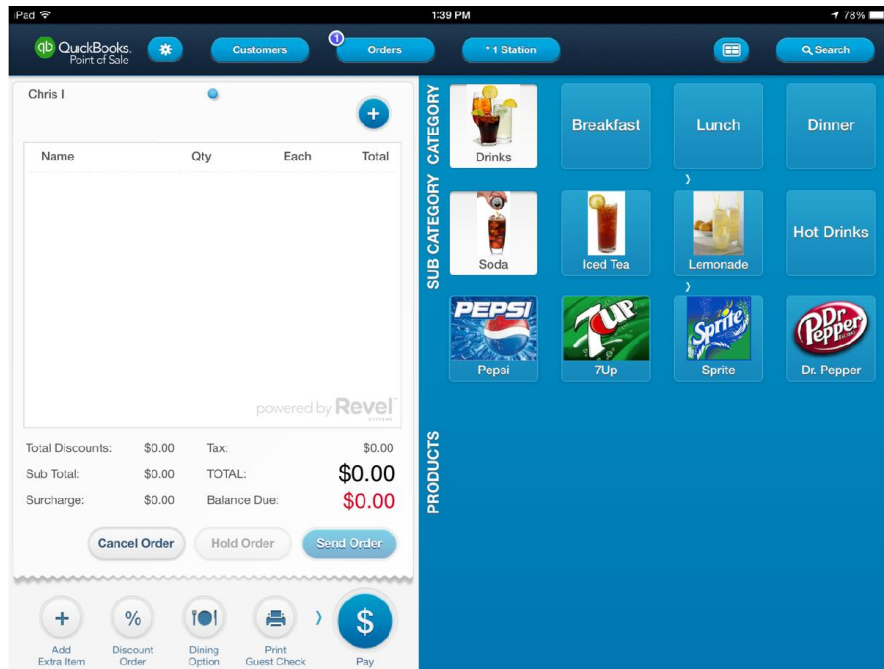 iPad 1:39 PM 78%
qb QuickBooks.
Point of Sale
Customers
1
Orders
* 1 Station
Search
Chris I
Name Qty Each Total
powered by Revel
SYSTEMS
Total Discounts: $0.00 Tax: $0.00
Sub Total: $0.00 TOTAL: $0.00
Surcharge: $0.00 Balance Due: $0.00
Cancel Order Hold Order Send Order
Add
Extra Item
%
Discount
Order
Dining
Option
Print
Guest Check
$
Pay
CATEGORY
Drinks
Breakfast
Lunch
Dinner
SUB CATEGORY
Soda
Iced Tea
Lemonade
Hot Drinks
PRODUCTS
PEPSI
Pepsi
7UP
7Up
Sprite
Sprite
Dr Pepper
Dr. Pepper